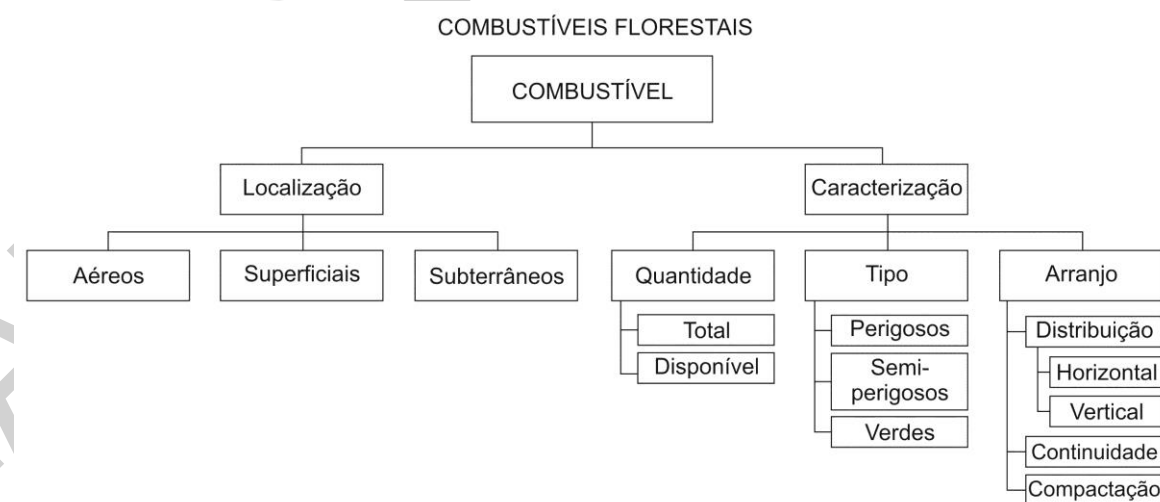 COMBUSTÍVEIS FLORESTAIS
COMBUSTÍVEL
Localização
Caracterização
Aéreos
Superficiais
Subterrâneos
Quantidade
Tipo
Arranjo
Total
Disponível
Perigosos
Semi-
perigosos
Verdes
Distribuição
Horizontal
Vertical
Continuidade
Compactação